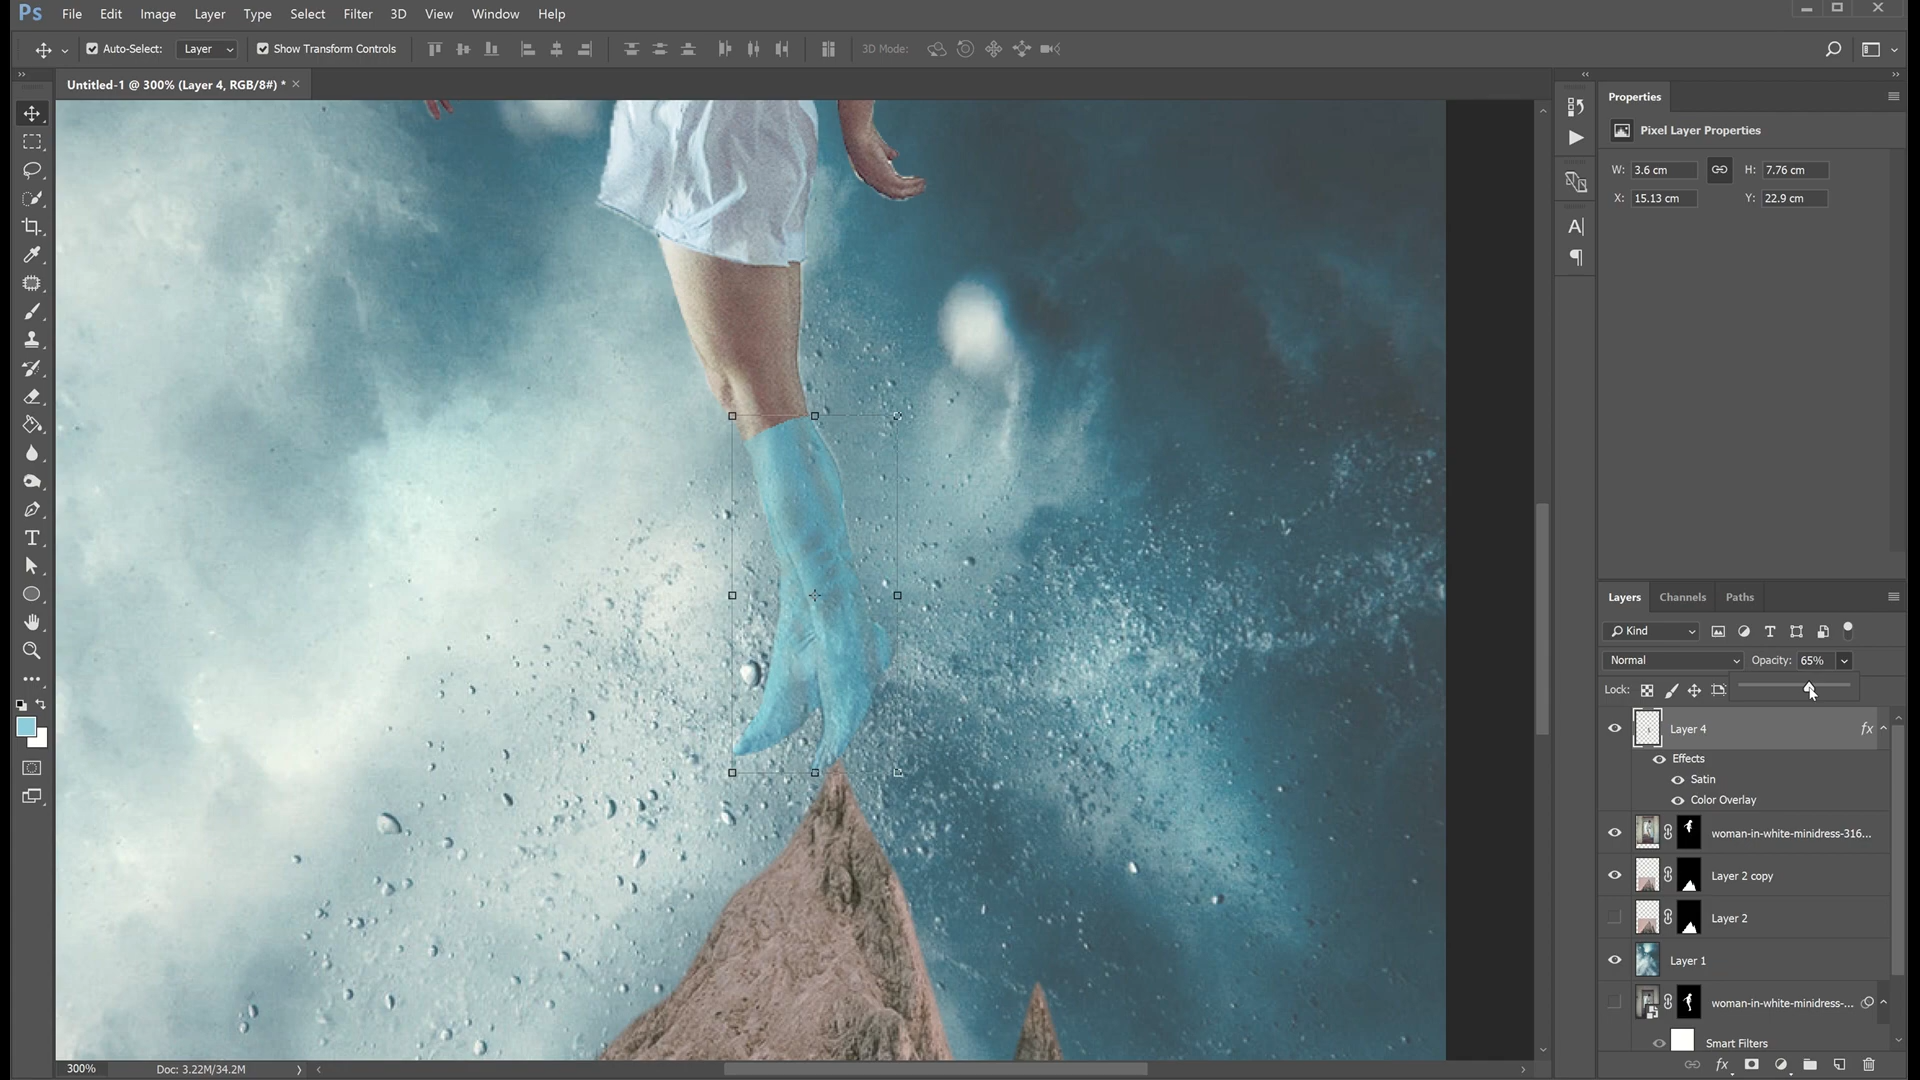 Ps File Edit Image Layer Type Select Filter 3D View Window Help
Auto-Select: Layer Show Transform Controls 3D Mode:
Untitled-1 @ 300% (Layer 4, RGB/8#) * ×
Properties
Pixel Layer Properties
W: 3.6 cm H: 7.76 cm
X: 15.13 cm Y: 22.9 cm
Layers Channels Paths
Kind
Normal Opacity: 65%
Lock:
Layer 4 fx
Effects
Satin
Color Overlay
woman-in-white-minidress-316...
Layer 2 copy
Layer 2
Layer 1
woman-in-white-minidress-...
Smart Filters
300% Doc: 3.22M/34.2M
fx